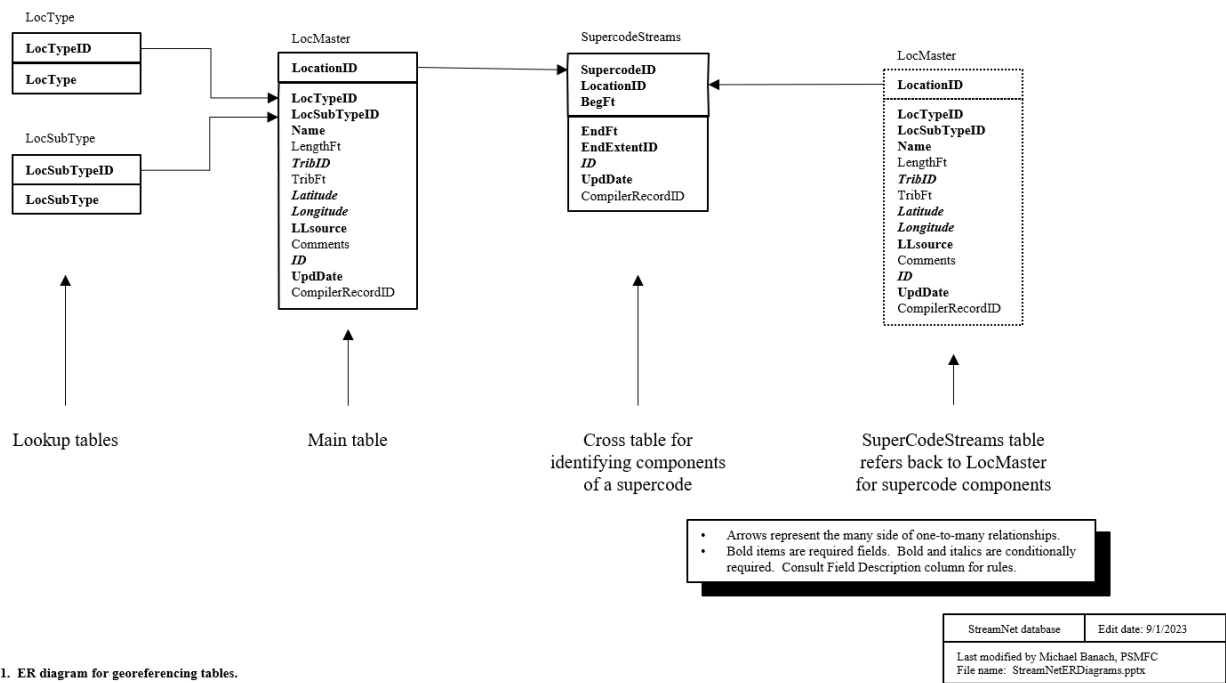 LocType
LocTypeID
LocType
LocSubType
LocSubTypeID
LocSubType
LocMaster
LocationID
LocTypeID
LocSubTypeID
Name
LengthFt
TribID
TribFt
Latitude
Longitude
LLsource
Comments
ID
UpdDate
CompilerRecordID
SupercodeStreams
SupercodeID
LocationID
BegFt
EndFt
EndExtentID
ID
UpdDate
CompilerRecordID
LocMaster
LocationID
LocTypeID
LocSubTypeID
Name
LengthFt
TribID
TribFt
Latitude
Longitude
LLsource
Comments
ID
UpdDate
CompilerRecordID
Lookup tables
Main table
Cross table for
identifying components
of a supercode
SuperCodeStreams table
refers back to LocMaster
for supercode components
• Arrows represent the many side of one-to-many relationships.
• Bold items are required fields. Bold and italics are conditionally
required. Consult Field Description column for rules.
StreamNet database
Edit date: 9/1/2023
Last modified by Michael Banach, PSMFC
File name: StreamNetERDiagrams.pptx
1. ER diagram for georeferencing tables.